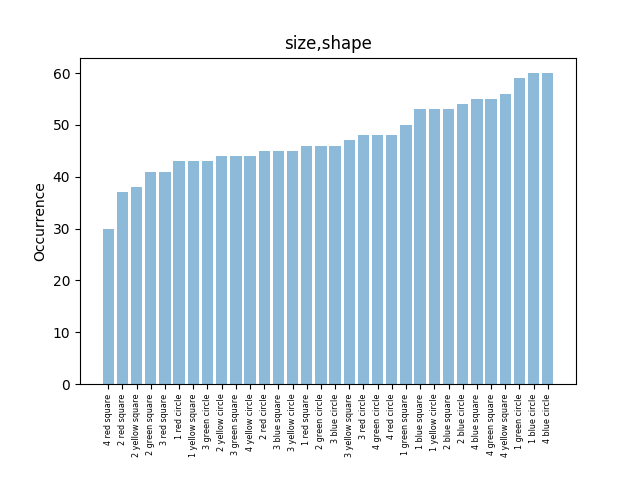 size,shape
Occurrence
60
50
40
30
20
10
0
4 red square
2 red square
2 yellow square
2 green square
3 red square
1 red circle
1 yellow square
3 green circle
2 yellow circle
3 green square
4 yellow circle
2 red circle
3 blue square
3 yellow circle
1 red square
2 green circle
3 blue circle
3 yellow square
3 red circle
4 green circle
4 red circle
1 green square
1 blue square
1 yellow circle
2 blue square
2 blue circle
4 blue square
4 green square
4 yellow square
1 green circle
1 blue circle
4 blue circle